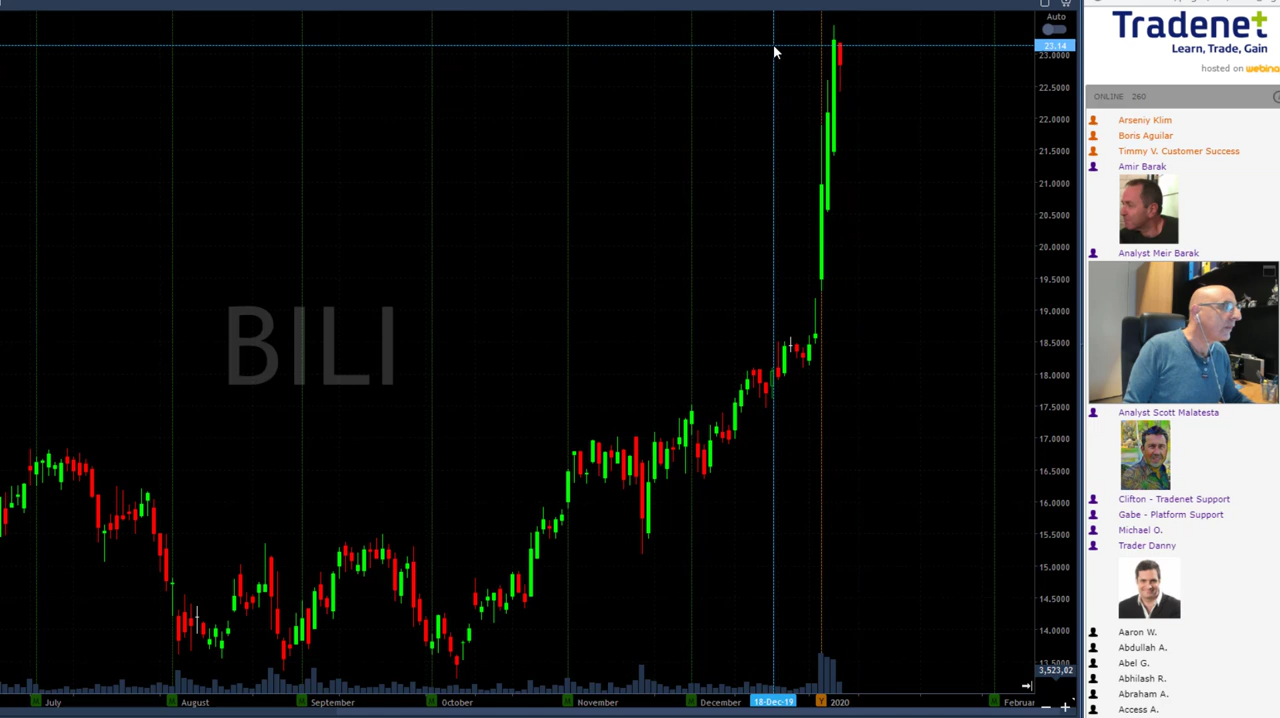 Auto
23.14
23.0000
22.5000
22.0000
21.5000
21.0000
20.5000
20.0000
19.5000
19.0000
18.5000
18.0000
17.5000
17.0000
16.5000
16.0000
15.5000
15.0000
14.5000
14.0000
13.5000
3,523,02
BILI
M July M August M September M October M November M December 18-Dec-19 Y 2020 M Februar
Tradenet
Learn, Trade, Gain
hosted on webina
ONLINE 260
Arseniy Klim
Boris Aguilar
Timmy V. Customer Success
Amir Barak
Analyst Meir Barak
Analyst Scott Malatesta
Clifton - Tradenet Support
Gabe - Platform Support
Michael O.
Trader Danny
Aaron W.
Abdullah A.
Abel G.
Abhilash R.
Abraham A.
Access A.